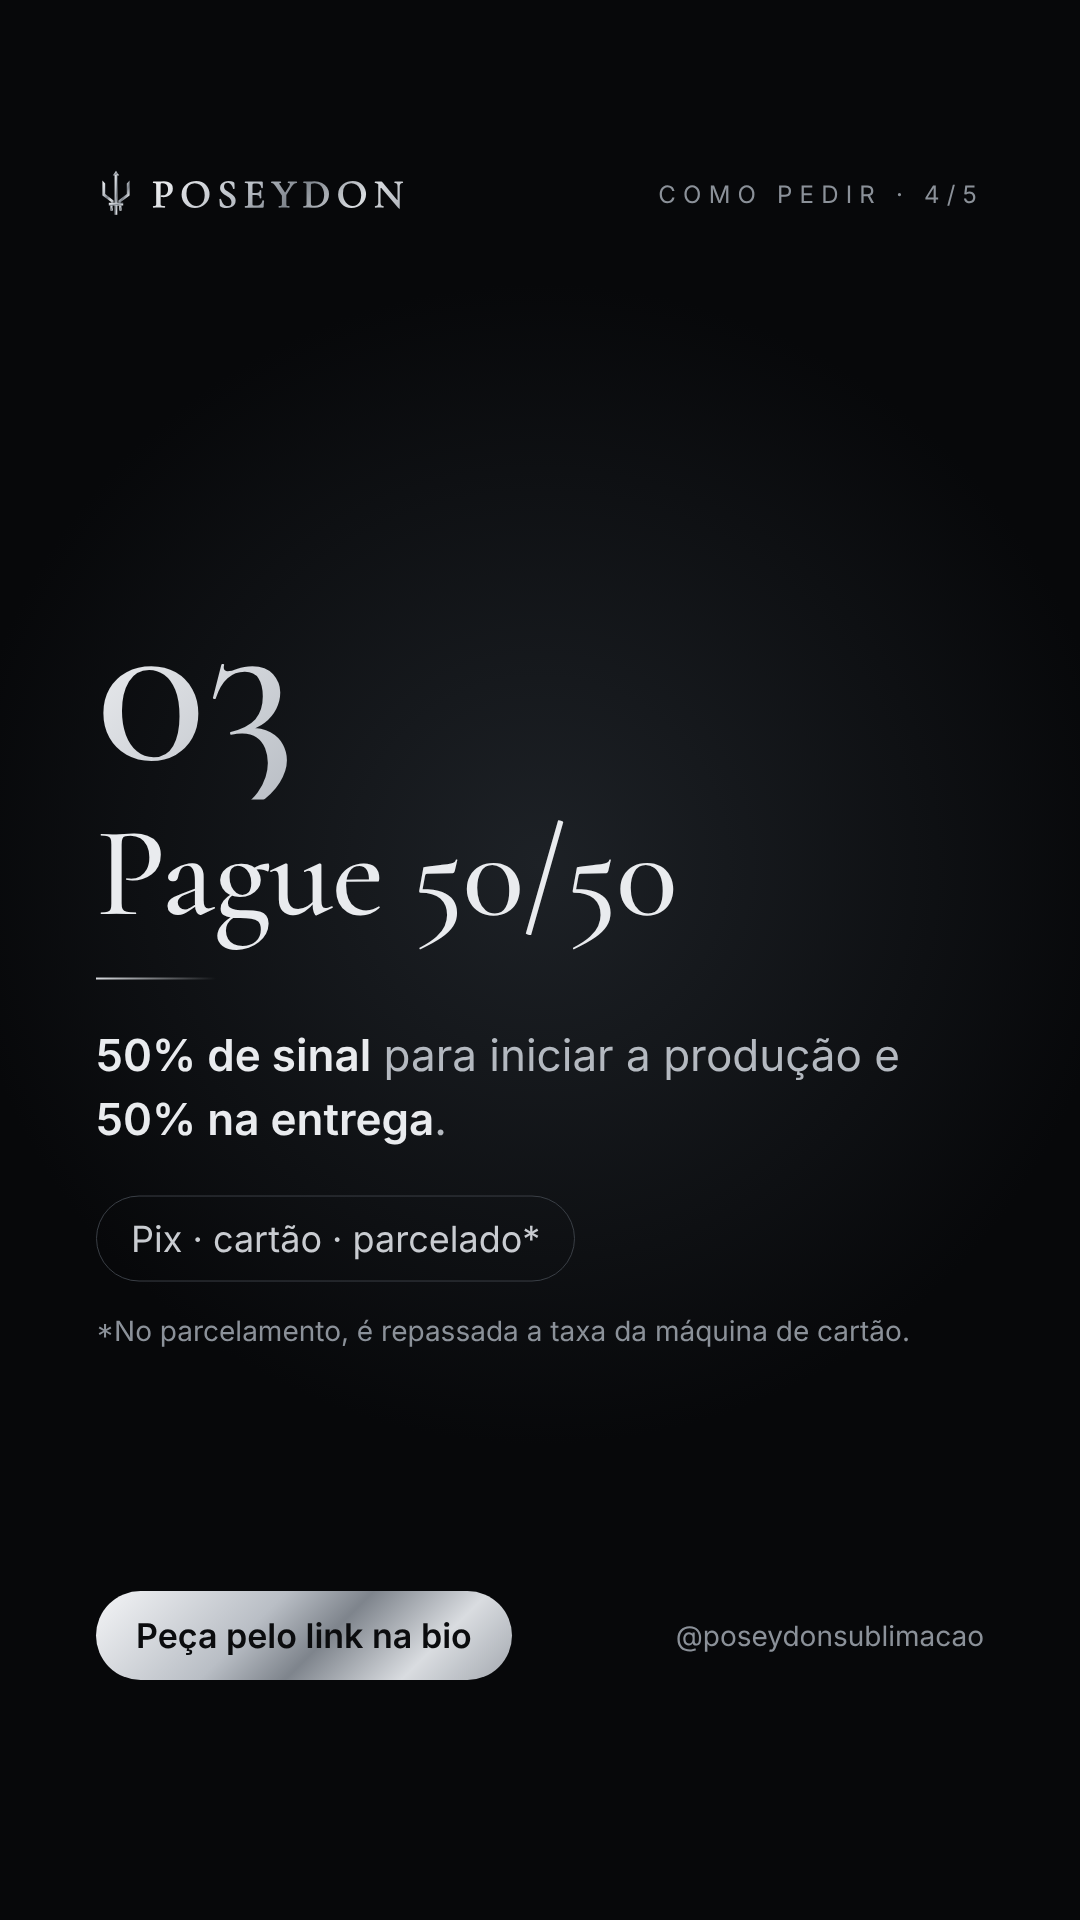 POSEYDON
COMO PEDIR · 4/5
03
Pague 50/50
50% de sinal para iniciar a produção e
50% na entrega.
Pix · cartão · parcelado*
*No parcelamento, é repassada a taxa da máquina de cartão.
Peça pelo link na bio
@poseydonsublimacao